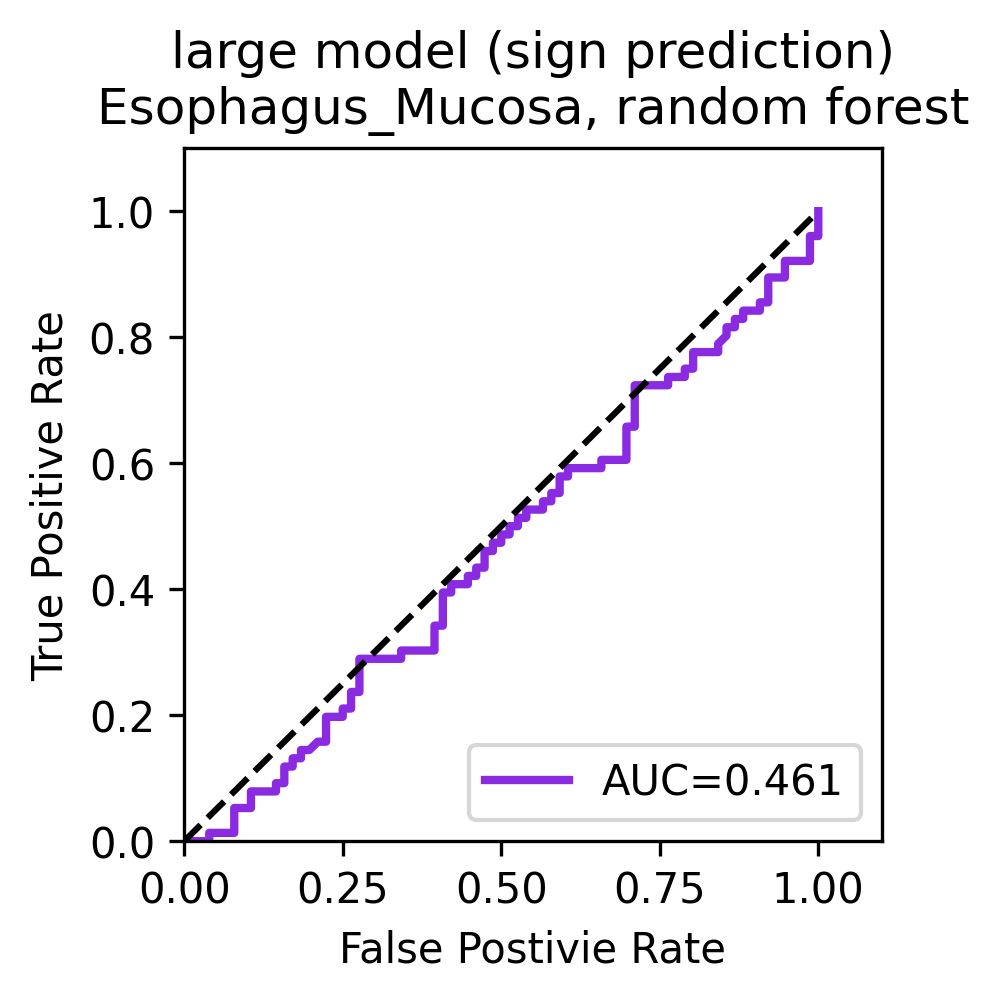 large model (sign prediction)
Esophagus_Mucosa, random forest
1.0
0.8
0.6
0.4
0.2
0.0
True Positive Rate
AUC=0.461
0.00 0.25 0.50 0.75 1.00
False Postivie Rate